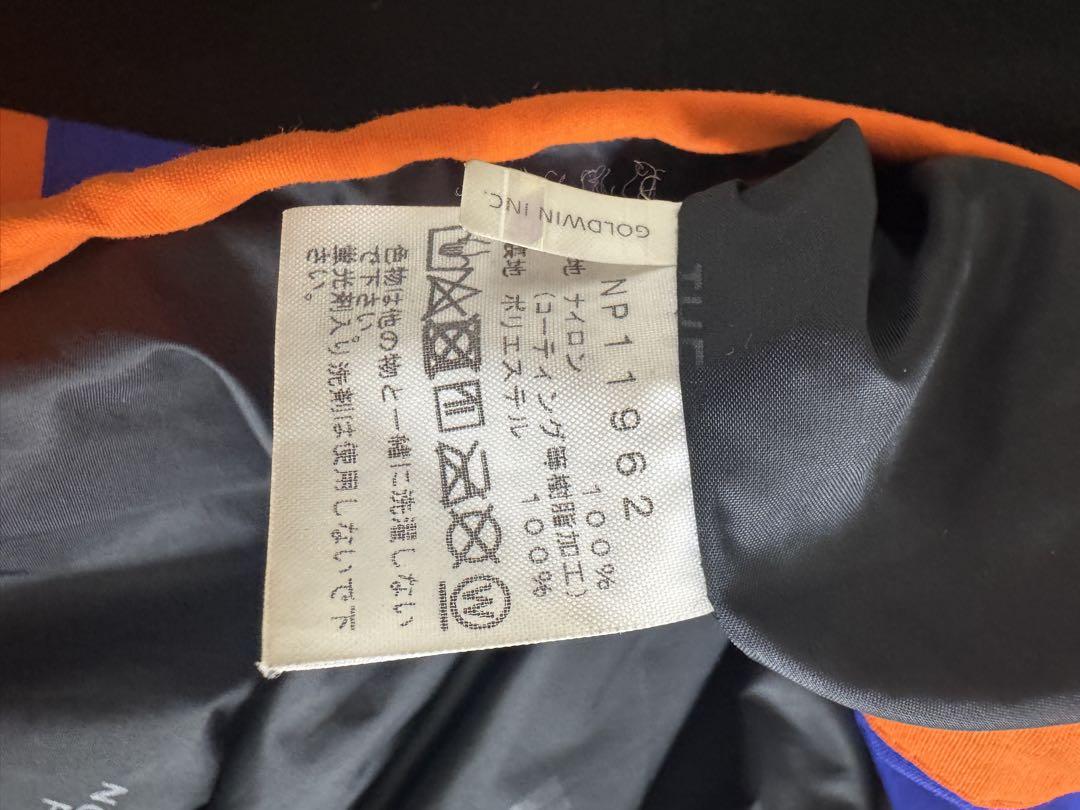 GOLDWIN INC.
NP11962
地 ナイロン 100%
(コーティング等樹脂加工)
地 ポリエステル 100%
W
色物は他の物と一緒に洗濯しない
で下さい。
蛍光剤入り洗剤は使用しないで下
さい。
NO